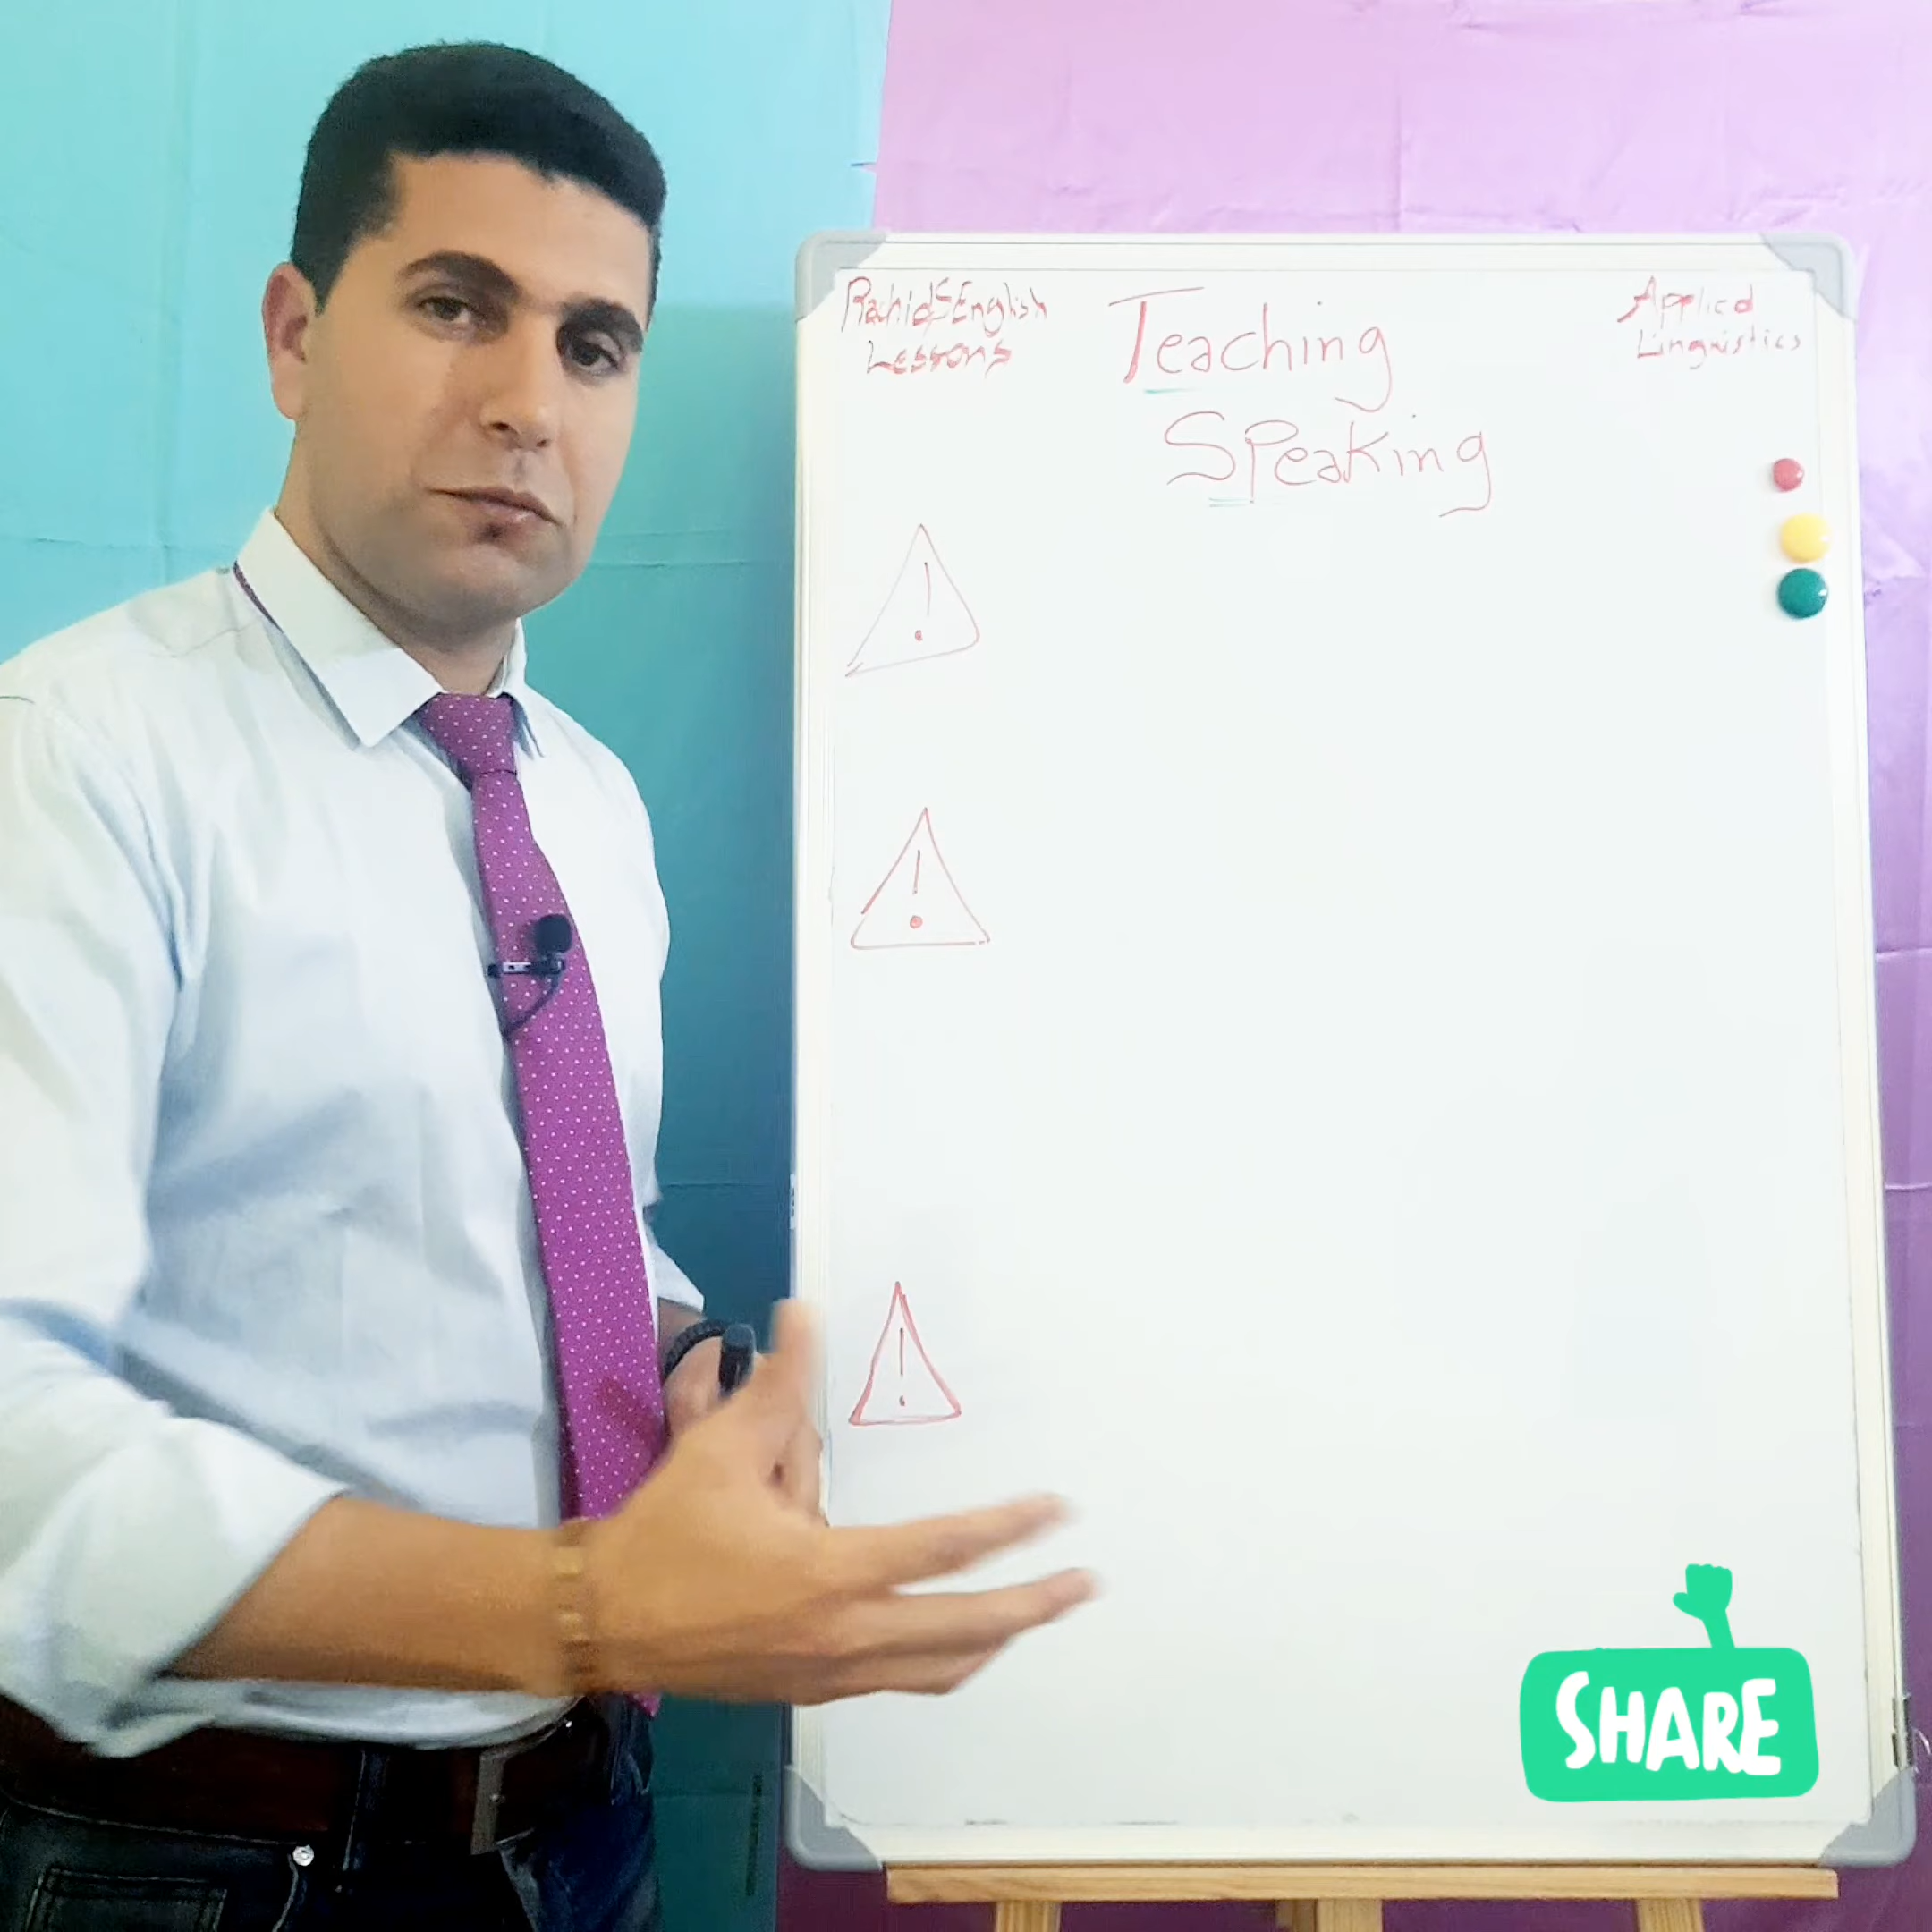 Rachid'S English
Lessons
Teaching
Speaking
Applied
Linguistics
!
!
!
SHARE